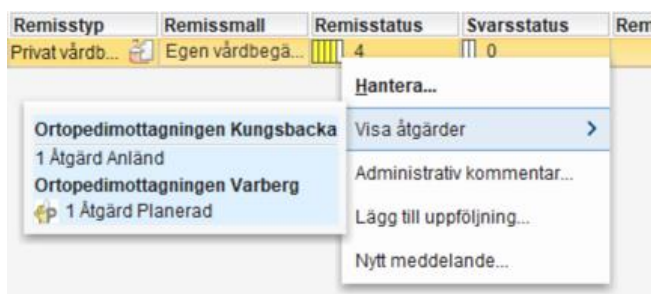 Remisstyp Remissmall Remisstatus Svarsstatus Rem
Privat vårdb... Egen vårdbegä... 4 0
Hantera...
Visa åtgärder
Administrativ kommentar...
Lägg till uppföljning...
Nytt meddelande...
Ortopedimottagningen Kungsbacka
1 Åtgärd Anländ
Ortopedimottagningen Varberg
P 1 Åtgärd Planerad